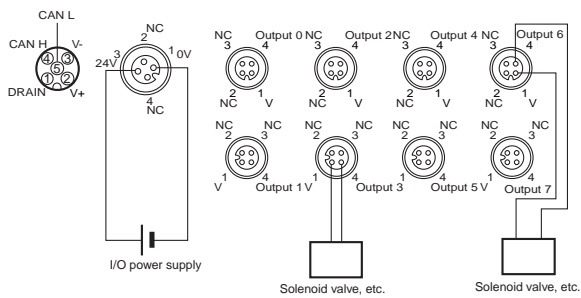 CAN L
CAN H
4
3
V-
5
1
2
DRAIN
V+
NC
2
3
24V
1
0V
4
NC
I/O power supply
NC
3
Output 0
4
2
NC
1
V
NC
3
Output 2
4
2
NC
1
V
NC
3
Output 4
4
2
NC
1
V
NC
3
Output 6
4
2
NC
1
V
NC
2
NC
3
1
V
4
Output 1
NC
2
NC
3
1
V
4
Output 3
NC
2
NC
3
1
4
Output 5
NC
2
NC
3
1
V
4
Output 7
Solenoid valve, etc.
Solenoid valve, etc.